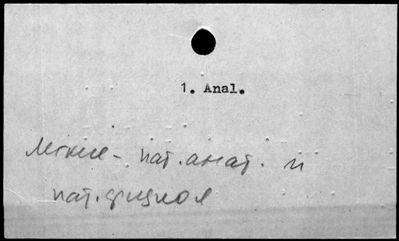 1. Anal.
легкие - пат. анат. и
пат. физиол